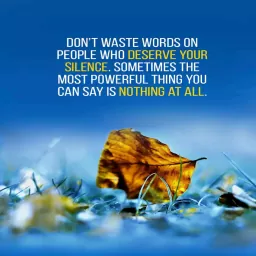 DON'T WASTE WORDS ON
PEOPLE WHO DESERVE YOUR
SILENCE. SOMETIMES THE
MOST POWERFUL THING YOU
CAN SAY IS NOTHING AT ALL.